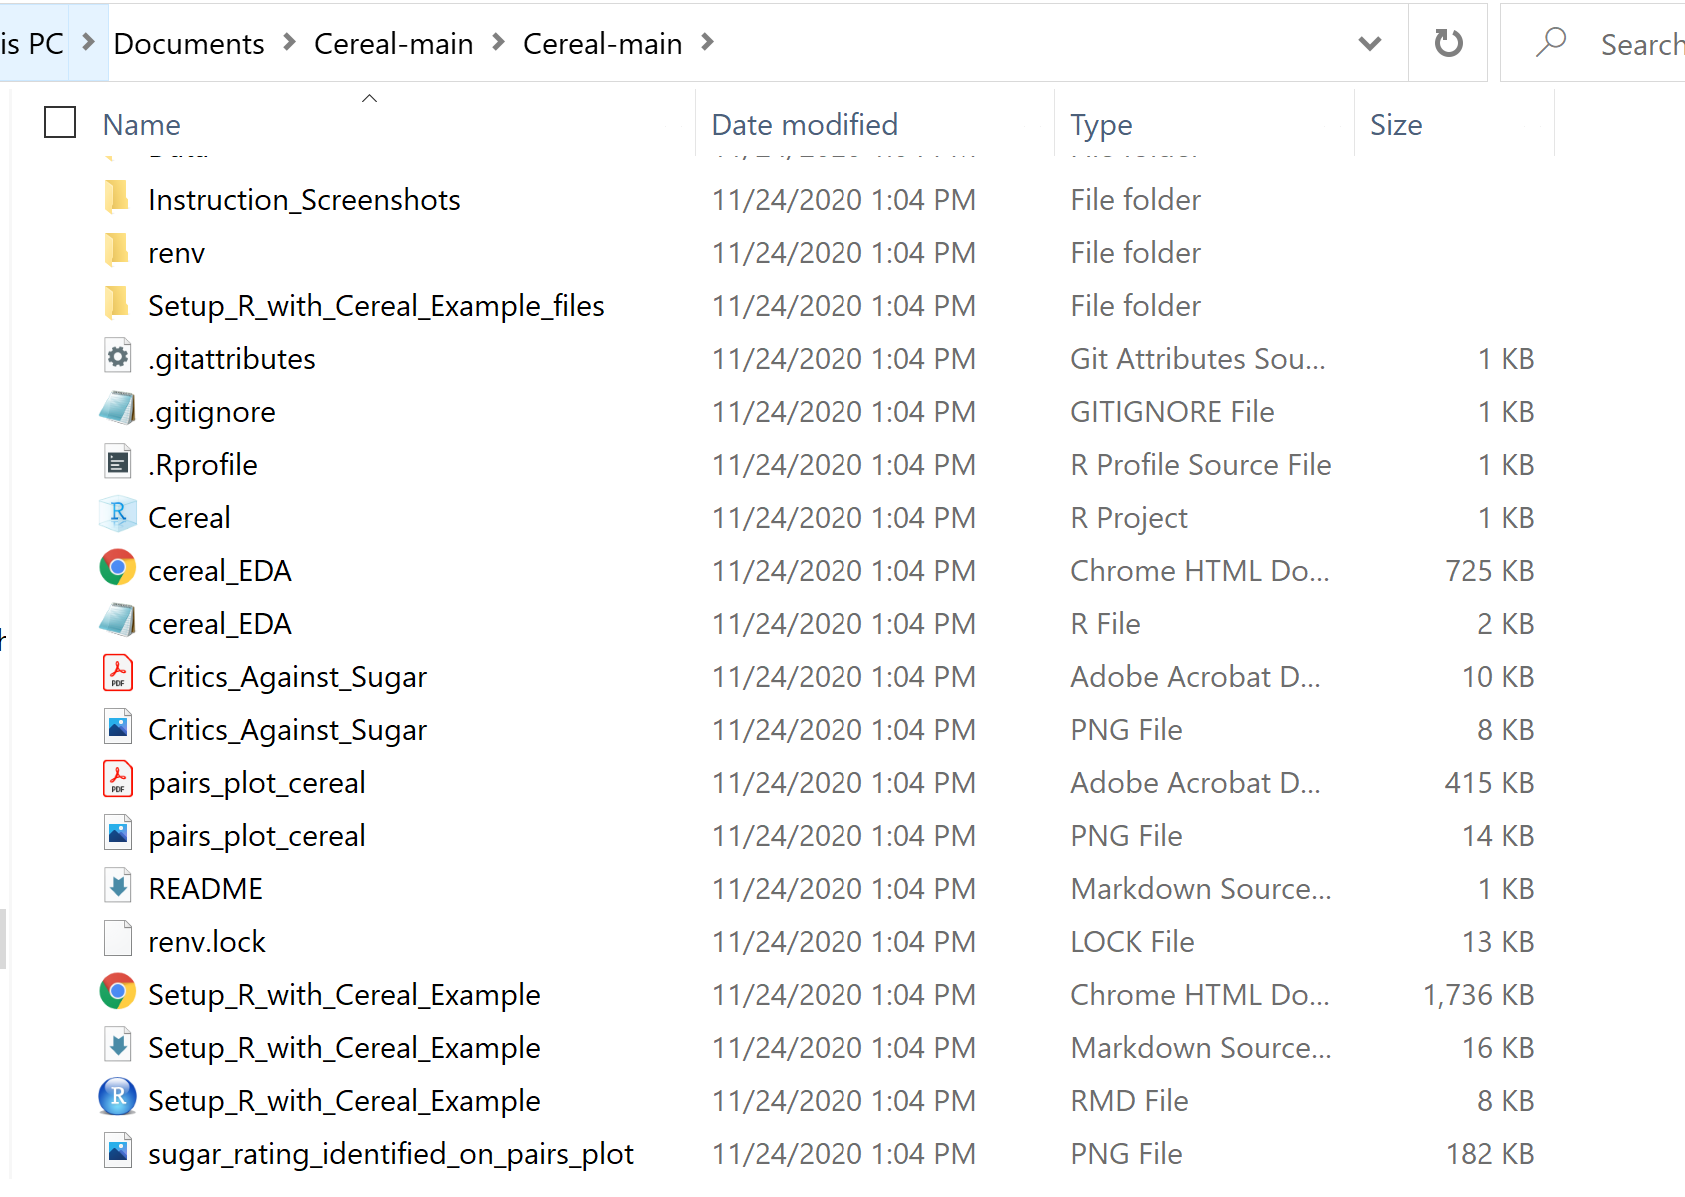 is PC > Documents > Cereal-main > Cereal-main > Search
Name Date modified Type Size
Instruction_Screenshots 11/24/2020 1:04 PM File folder
renv 11/24/2020 1:04 PM File folder
Setup_R_with_Cereal_Example_files 11/24/2020 1:04 PM File folder
.gitattributes 11/24/2020 1:04 PM Git Attributes Sou... 1 KB
.gitignore 11/24/2020 1:04 PM GITIGNORE File 1 KB
.Rprofile 11/24/2020 1:04 PM R Profile Source File 1 KB
Cereal 11/24/2020 1:04 PM R Project 1 KB
cereal_EDA 11/24/2020 1:04 PM Chrome HTML Do... 725 KB
cereal_EDA 11/24/2020 1:04 PM R File 2 KB
Critics_Against_Sugar 11/24/2020 1:04 PM Adobe Acrobat D... 10 KB
Critics_Against_Sugar 11/24/2020 1:04 PM PNG File 8 KB
pairs_plot_cereal 11/24/2020 1:04 PM Adobe Acrobat D... 415 KB
pairs_plot_cereal 11/24/2020 1:04 PM PNG File 14 KB
README 11/24/2020 1:04 PM Markdown Source... 1 KB
renv.lock 11/24/2020 1:04 PM LOCK File 13 KB
Setup_R_with_Cereal_Example 11/24/2020 1:04 PM Chrome HTML Do... 1,736 KB
Setup_R_with_Cereal_Example 11/24/2020 1:04 PM Markdown Source... 16 KB
Setup_R_with_Cereal_Example 11/24/2020 1:04 PM RMD File 8 KB
sugar_rating_identified_on_pairs_plot 11/24/2020 1:04 PM PNG File 182 KB